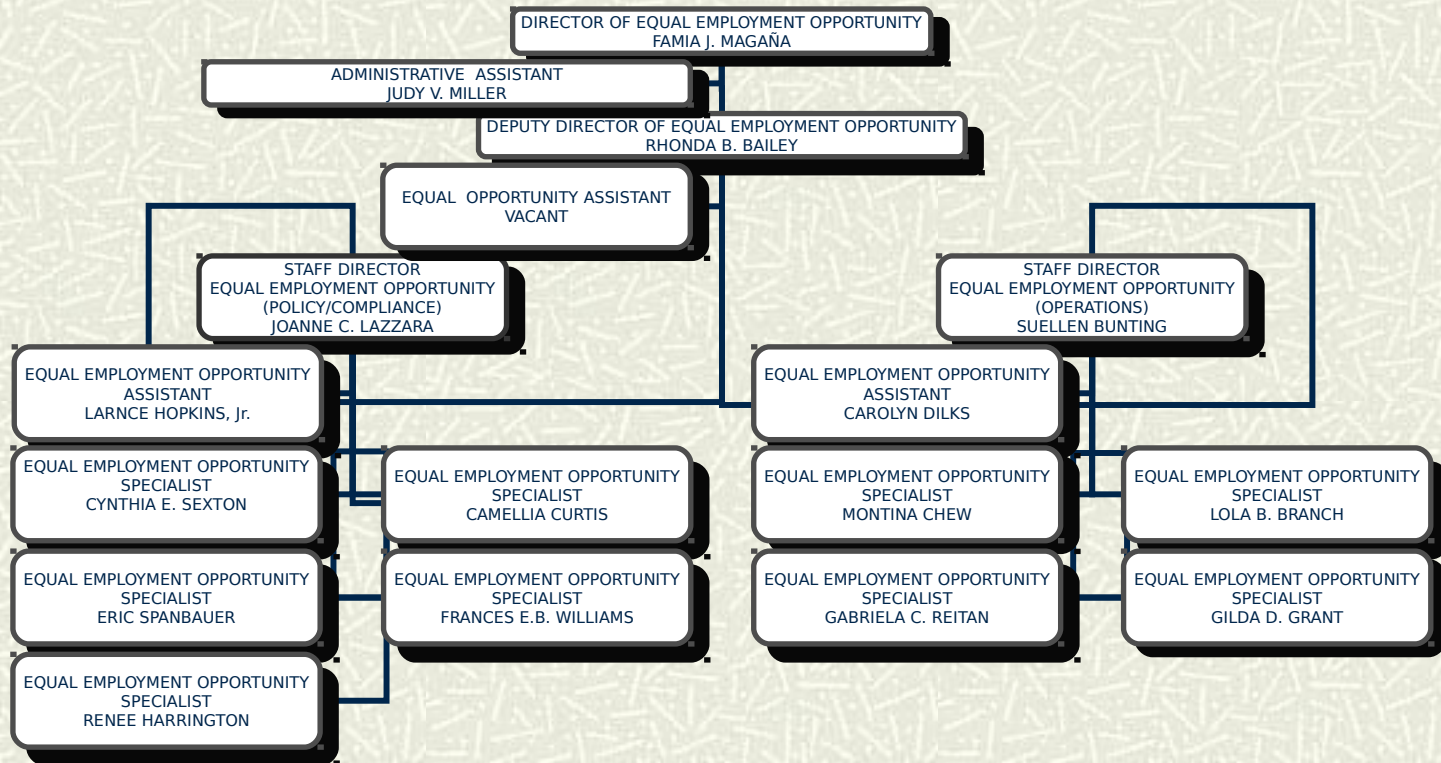 DIRECTOR OF EQUAL EMPLOYMENT OPPORTUNITY
FAMIA J. MAGAÑA
ADMINISTRATIVE  ASSISTANT
JUDY V. MILLER
DEPUTY DIRECTOR OF EQUAL EMPLOYMENT OPPORTUNITY
RHONDA B. BAILEY
EQUAL  OPPORTUNITY ASSISTANT
VACANT
STAFF DIRECTOR
EQUAL EMPLOYMENT OPPORTUNITY
(POLICY/COMPLIANCE)
JOANNE C. LAZZARA
STAFF DIRECTOR
EQUAL EMPLOYMENT OPPORTUNITY
(OPERATIONS)
SUELLEN BUNTING
EQUAL EMPLOYMENT OPPORTUNITY
ASSISTANT
LARNCE HOPKINS, Jr.
EQUAL EMPLOYMENT OPPORTUNITY
ASSISTANT
CAROLYN DILKS
EQUAL EMPLOYMENT OPPORTUNITY
SPECIALIST
CYNTHIA E. SEXTON
EQUAL EMPLOYMENT OPPORTUNITY
SPECIALIST
CAMELLIA CURTIS
EQUAL EMPLOYMENT OPPORTUNITY
SPECIALIST
MONTINA CHEW
EQUAL EMPLOYMENT OPPORTUNITY
SPECIALIST
LOLA B. BRANCH
EQUAL EMPLOYMENT OPPORTUNITY
SPECIALIST
ERIC SPANBAUER
EQUAL EMPLOYMENT OPPORTUNITY
SPECIALIST
FRANCES E.B. WILLIAMS
EQUAL EMPLOYMENT OPPORTUNITY
SPECIALIST
GABRIELA C. REITAN
EQUAL EMPLOYMENT OPPORTUNITY
SPECIALIST
GILDA D. GRANT
EQUAL EMPLOYMENT OPPORTUNITY
SPECIALIST
RENEE HARRINGTON